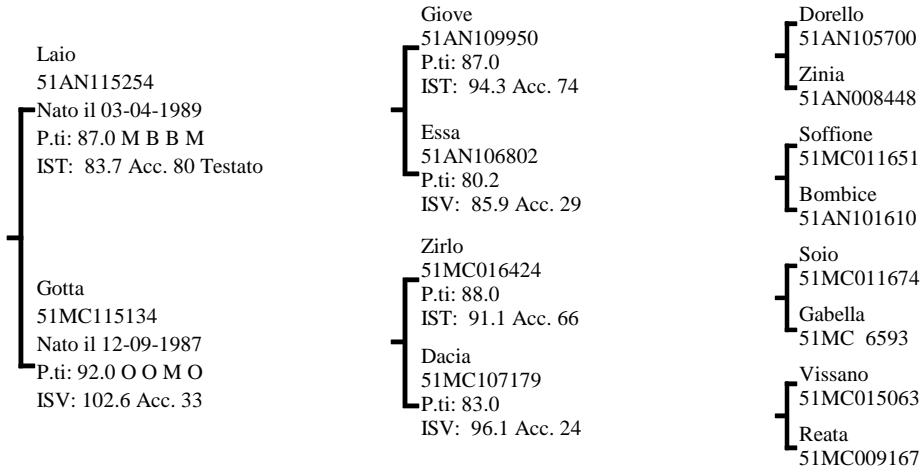 Laio
51AN115254
Nato il 03-04-1989
P.ti: 87.0 M B B M
IST: 83.7 Acc. 80 Testato
Gotta
51MC115134
Nato il 12-09-1987
P.ti: 92.0 O O M O
ISV: 102.6 Acc. 33
Giove
51AN109950
P.ti: 87.0
IST: 94.3 Acc. 74
Essa
51AN106802
P.ti: 80.2
ISV: 85.9 Acc. 29
Zirlo
51MC016424
P.ti: 88.0
IST: 91.1 Acc. 66
Dacia
51MC107179
P.ti: 83.0
ISV: 96.1 Acc. 24
Dorello
51AN105700
Zinia
51AN008448
Soffione
51MC011651
Bombice
51AN101610
Soio
51MC011674
Gabella
51MC 6593
Vissano
51MC015063
Reata
51MC009167